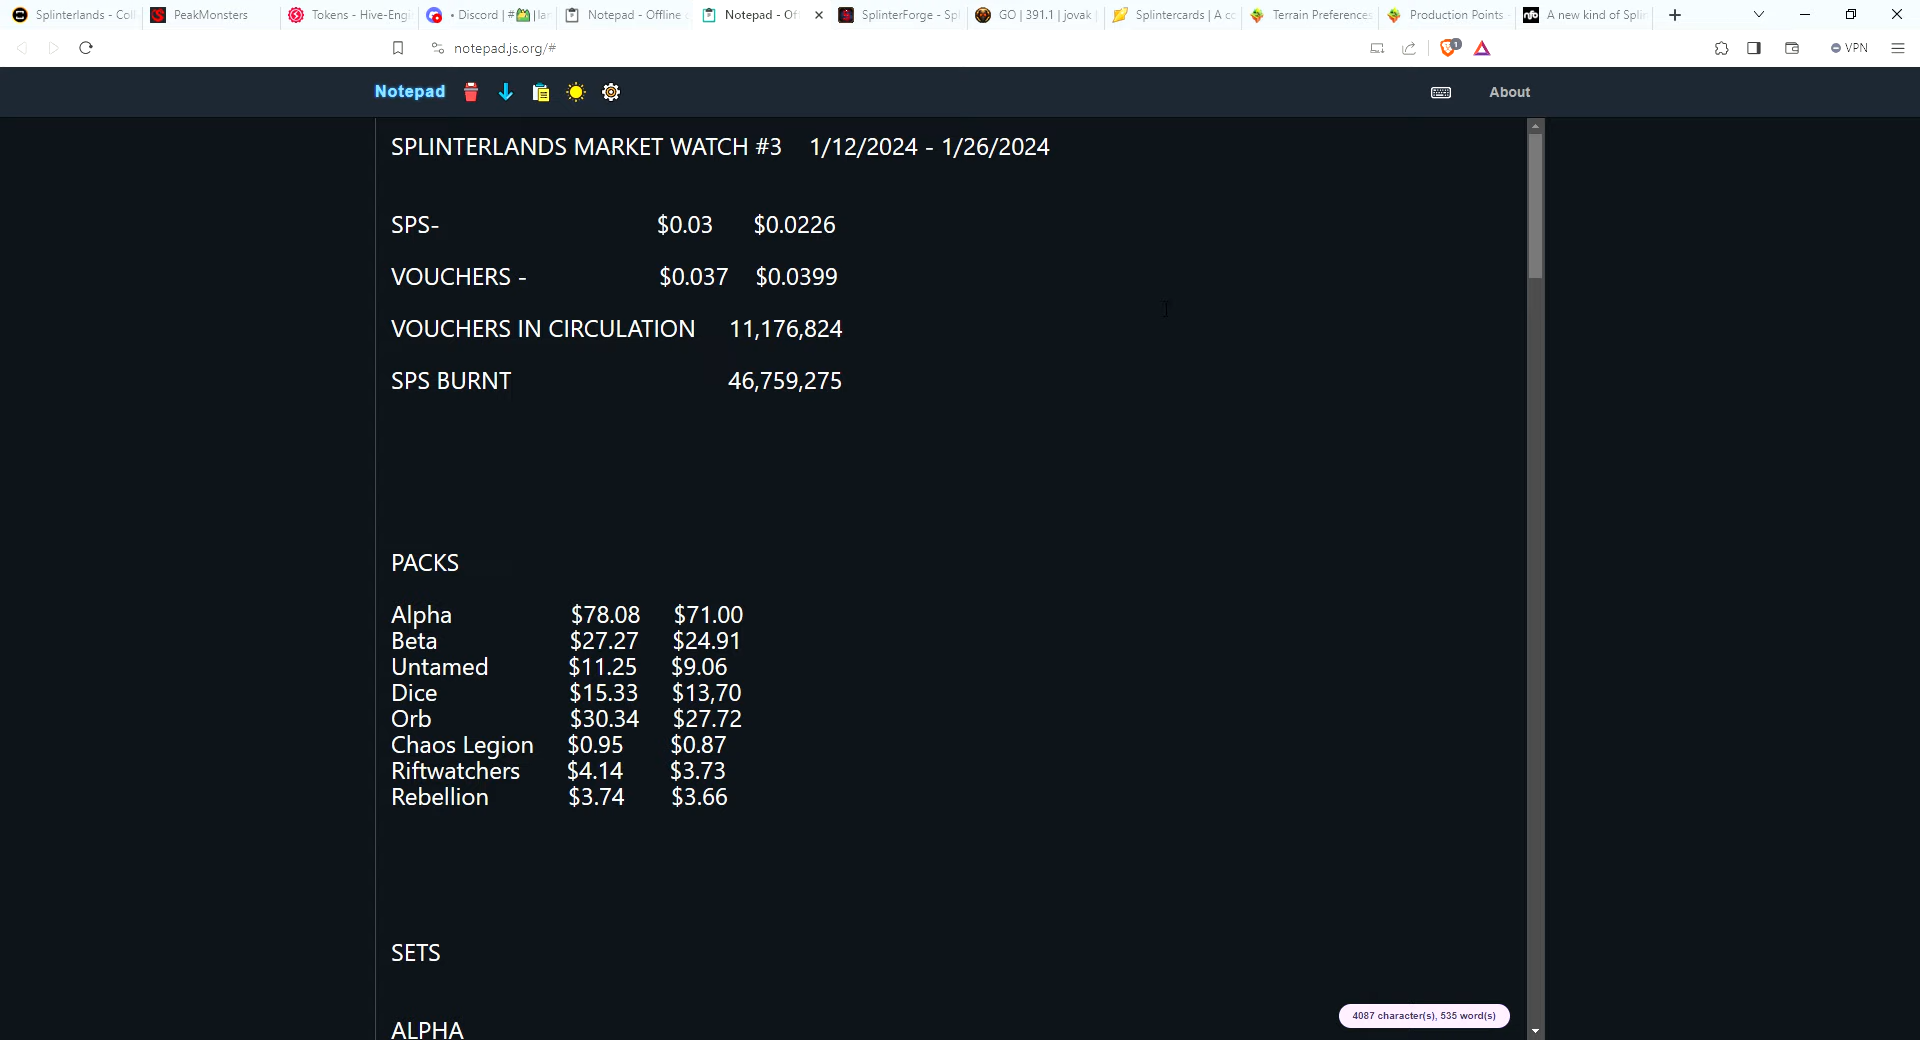 Splinterlands - Col
PeakMonsters
Tokens - Hive-Engi
• Discord | #
Notepad - Offline
Notepad - Of
SplinterForge - Sp
GO | 391.1 | jovak
Splintercards | A co
Terrain Preferences
Production Points
A new kind of Splin
notepad.js.org/#
1
VPN
Notepad
About
SPLINTERLANDS MARKET WATCH #3 1/12/2024 - 1/26/2024
SPS- $0.03 $0.0226
VOUCHERS - $0.037 $0.0399
VOUCHERS IN CIRCULATION 11,176,824
SPS BURNT 46,759,275
PACKS
Alpha $78.08 $71.00
Beta $27.27 $24.91
Untamed $11.25 $9.06
Dice $15.33 $13,70
Orb $30.34 $27.72
Chaos Legion $0.95 $0.87
Riftwatchers $4.14 $3.73
Rebellion $3.74 $3.66
SETS
ALPHA
4087 character(s), 535 word(s)